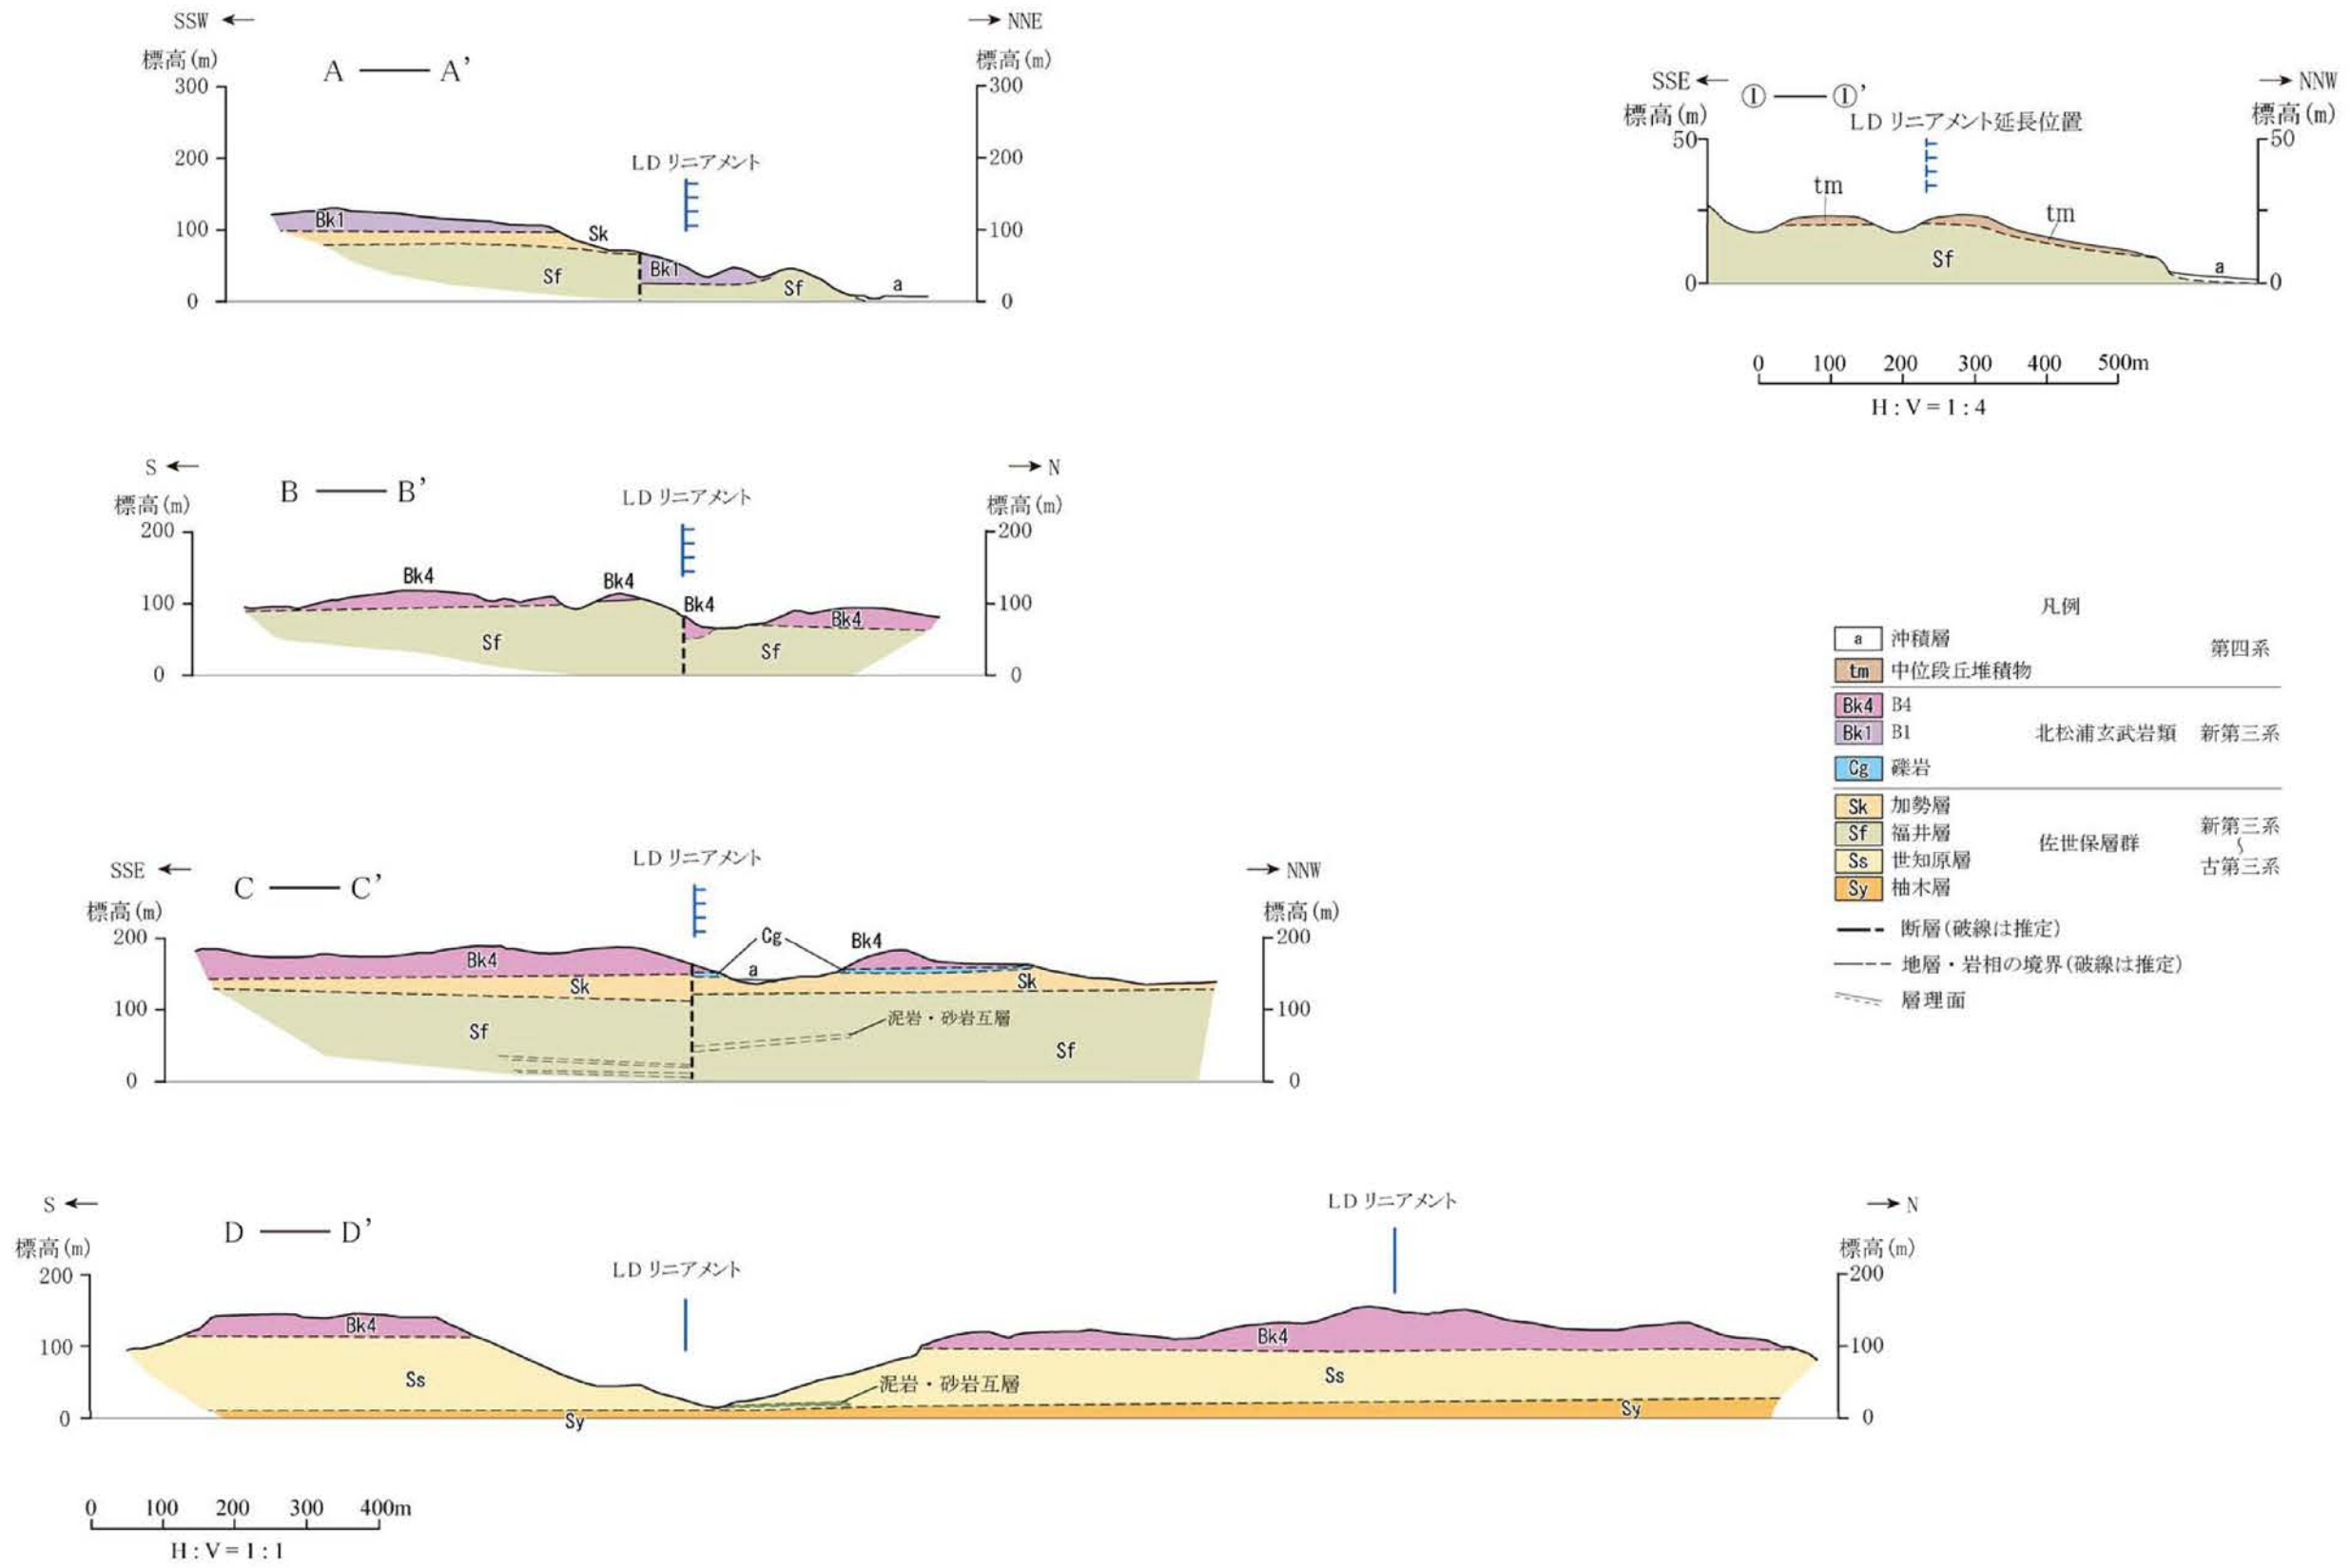 SSW ← → NNE
標高(m) A —— A’ 標高(m)
300 300
LDリニアメント
200 200
Bk1
100 Sk 100
Sf Bk1 Sf a
0 0
SSE ← ① —— ①’ → NNW
標高(m) LDリニアメント延長位置 標高(m)
50 50
tm tm
Sf a
0 0
0 100 200 300 400 500m
H:V=1:4
S ← → N
B —— B’ LDリニアメント
標高(m) 標高(m)
200 200
Bk4 Bk4
100 Bk4 Bk4 100
Sf Sf
0 0
SSE ← LDリニアメント → NNW
C —— C’
標高(m) 標高(m)
200 Cg Bk4 200
Bk4 a
Sk Sk
100 泥岩・砂岩互層 100
Sf Sf
0 0
凡例
a 沖積層 第四系
tm 中位段丘堆積物
Bk4 B4
Bk1 B1 北松浦玄武岩類 新第三系
Cg 礫岩
Sk 加勢層 新第三系
Sf 福井層 佐世保層群 〜
Ss 世知原層 古第三系
Sy 柚木層
断層(破線は推定)
地層・岩相の境界(破線は推定)
層理面
S ← LDリニアメント → N
D —— D’
標高(m) LDリニアメント 標高(m)
200 200
Bk4 Bk4
100 100
Ss 泥岩・砂岩互層 Ss
Sy Sy
0 0
0 100 200 300 400m
H:V=1:1